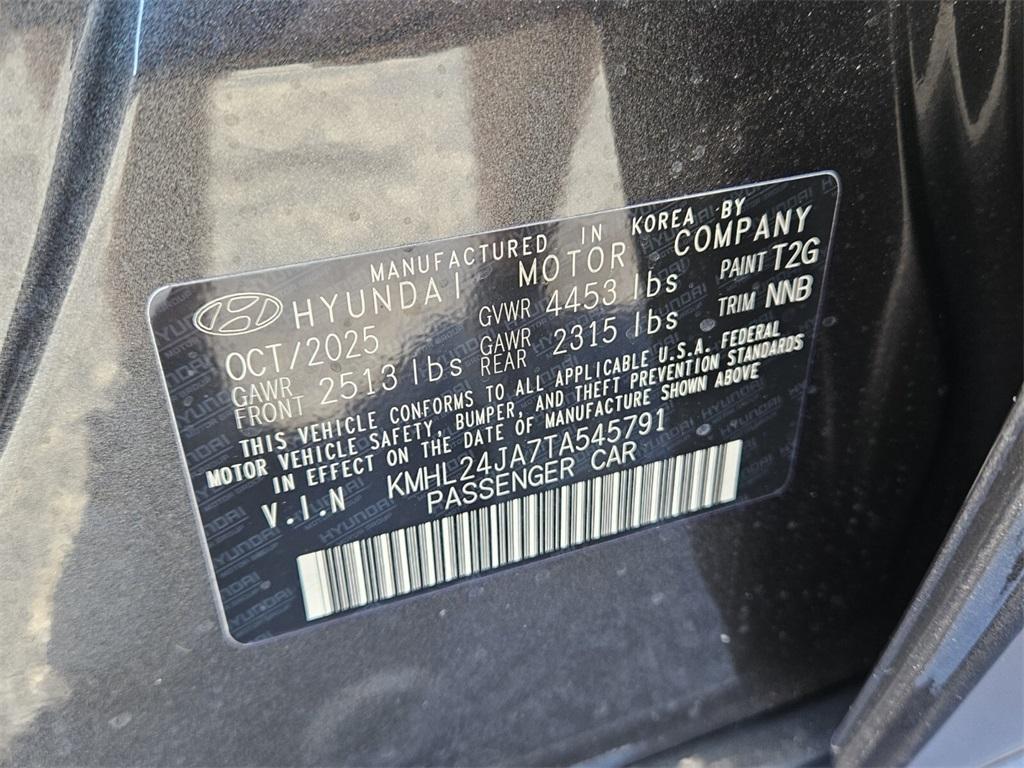 MANUFACTURED IN KOREA BY
HYUNDAI MOTOR COMPANY
OCT/2025 GVWR 4453 lbs PAINT T2G
GAWR FRONT 2513 lbs GAWR REAR 2315 lbs TRIM NNB
THIS VEHICLE CONFORMS TO ALL APPLICABLE U.S.A. FEDERAL
MOTOR VEHICLE SAFETY, BUMPER, AND THEFT PREVENTION STANDARDS
IN EFFECT ON THE DATE OF MANUFACTURE SHOWN ABOVE
V.I.N KMHL24JA7TA545791
PASSENGER CAR